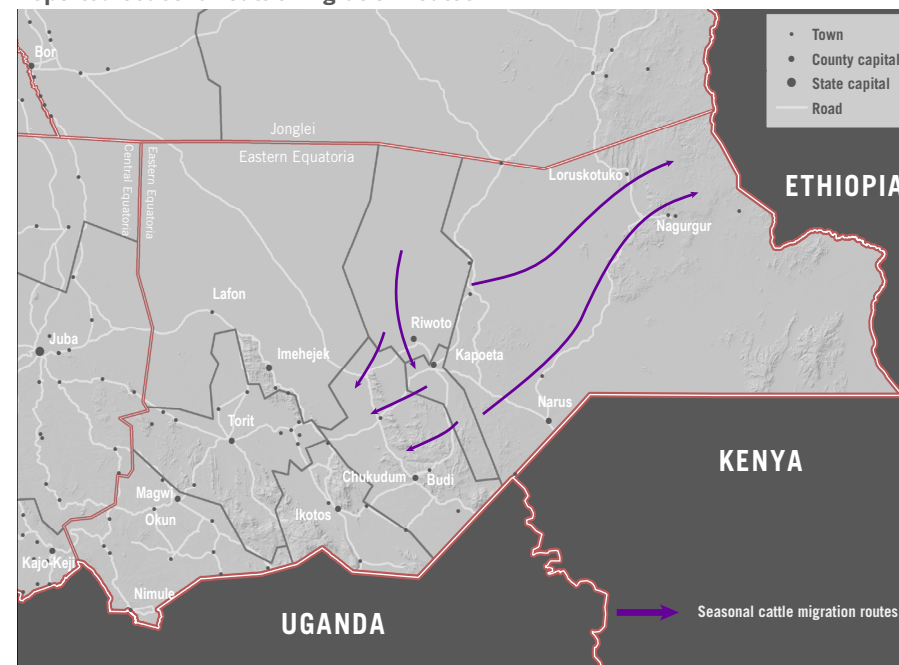 Bor
Town
County capital
State capital
Road
Jonglei
Eastern Equatoria
Central Equatoria
Eastern Equatoria
Loruskotuko
ETHIOPIA
Nagurgur
Lafon
Riwoto
Juba
Imehejek
Kapoeta
Narus
Torit
KENYA
Chukudum
Budi
Magwi
Ikotos
Okun
Kajo-Keji
Nimule
UGANDA
Seasonal cattle migration routes